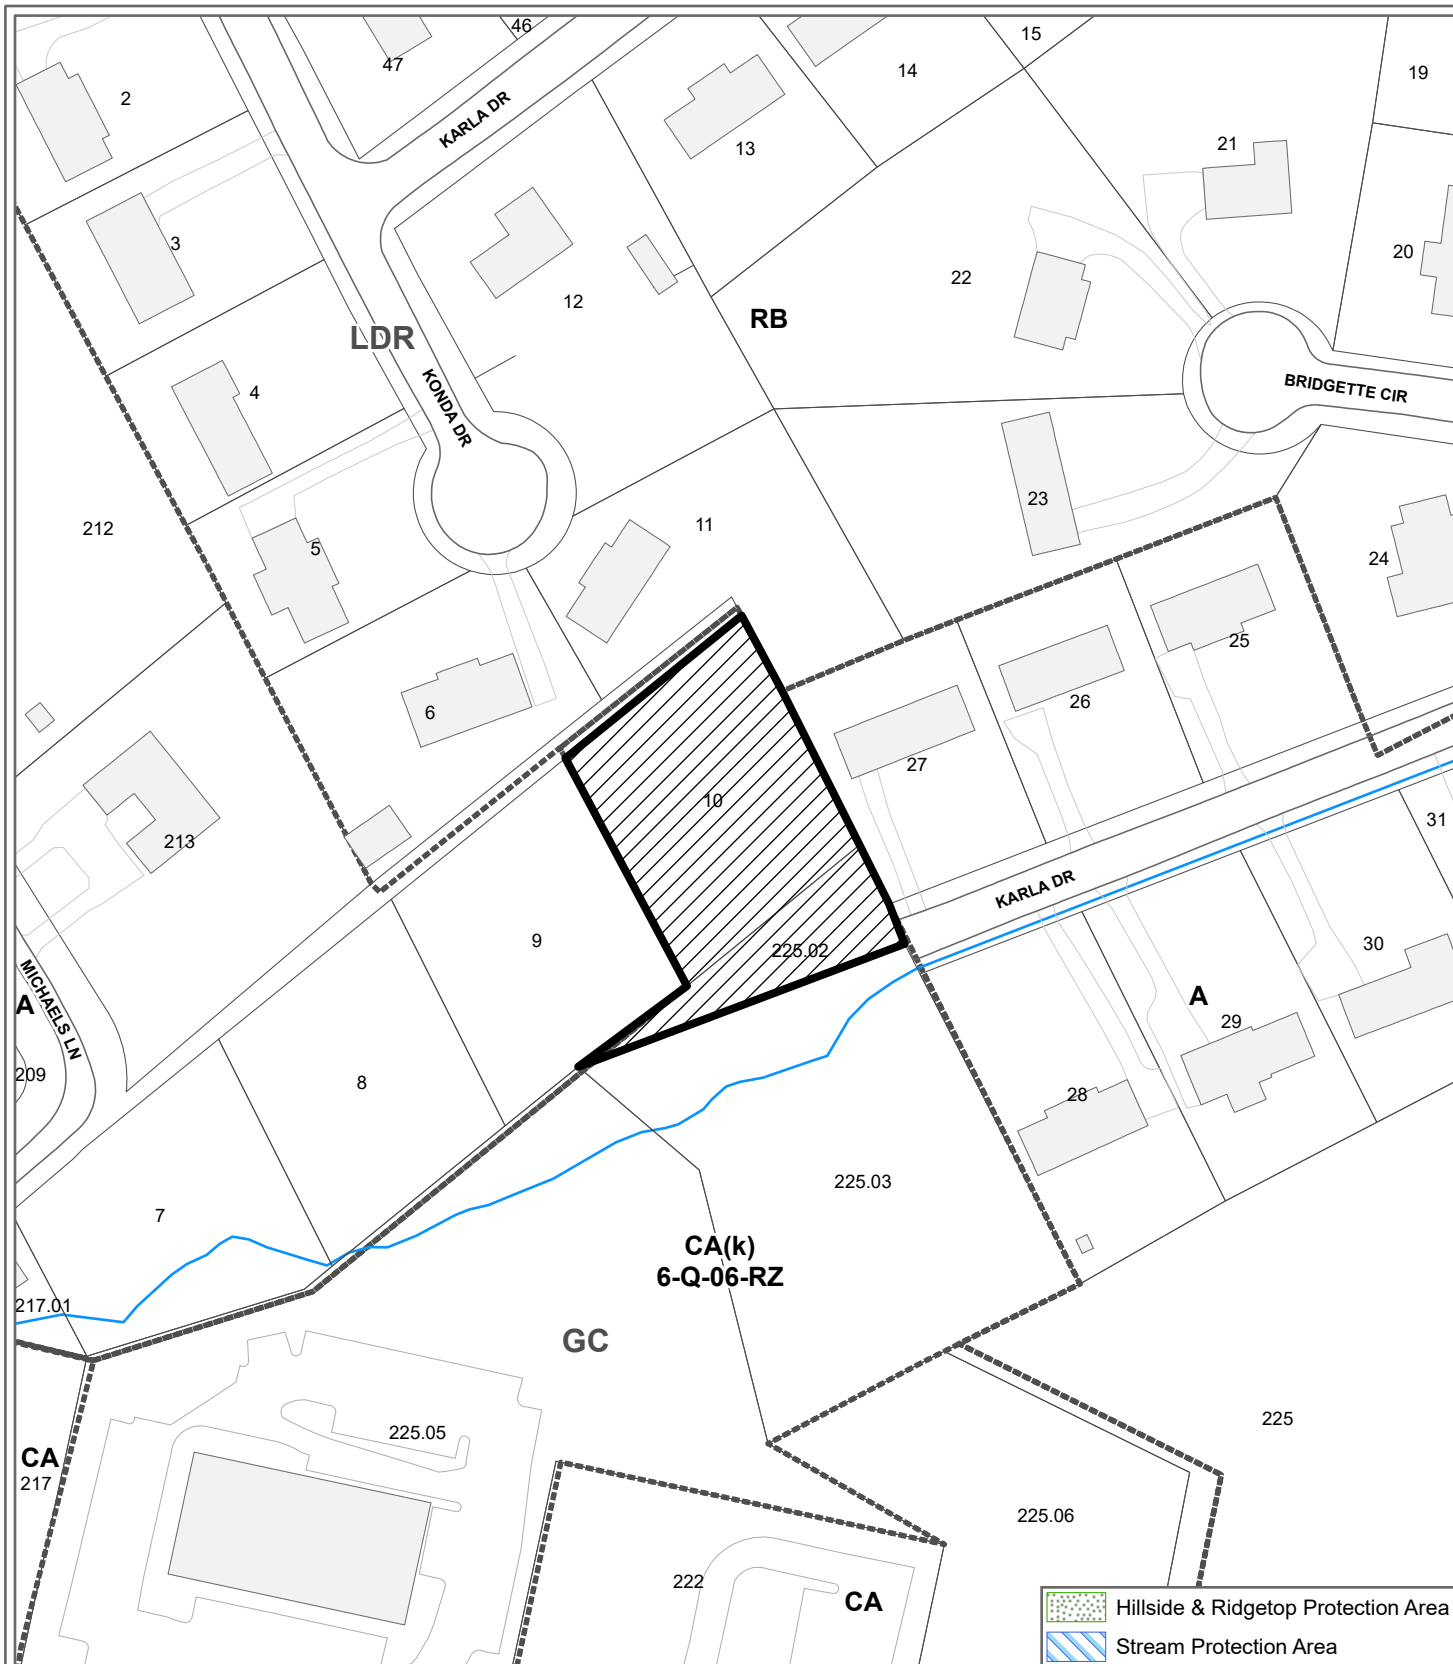 46
15
47
14
19
2
KARLA DR
13
21
3
20
22
12
RB
LDR
BRIDGETTE CIR
4
KONDA DR
23
11
212
5
24
25
26
6
27
10
213
31
KARLA DR
9
225.02
30
MICHAELS LN
A
A
29
209
8
28
225.03
7
CA(k)
6-Q-06-RZ
217.01
GC
225
225.05
CA
217
225.06
222
CA
Hillside & Ridgetop Protection Area
Stream Protection Area